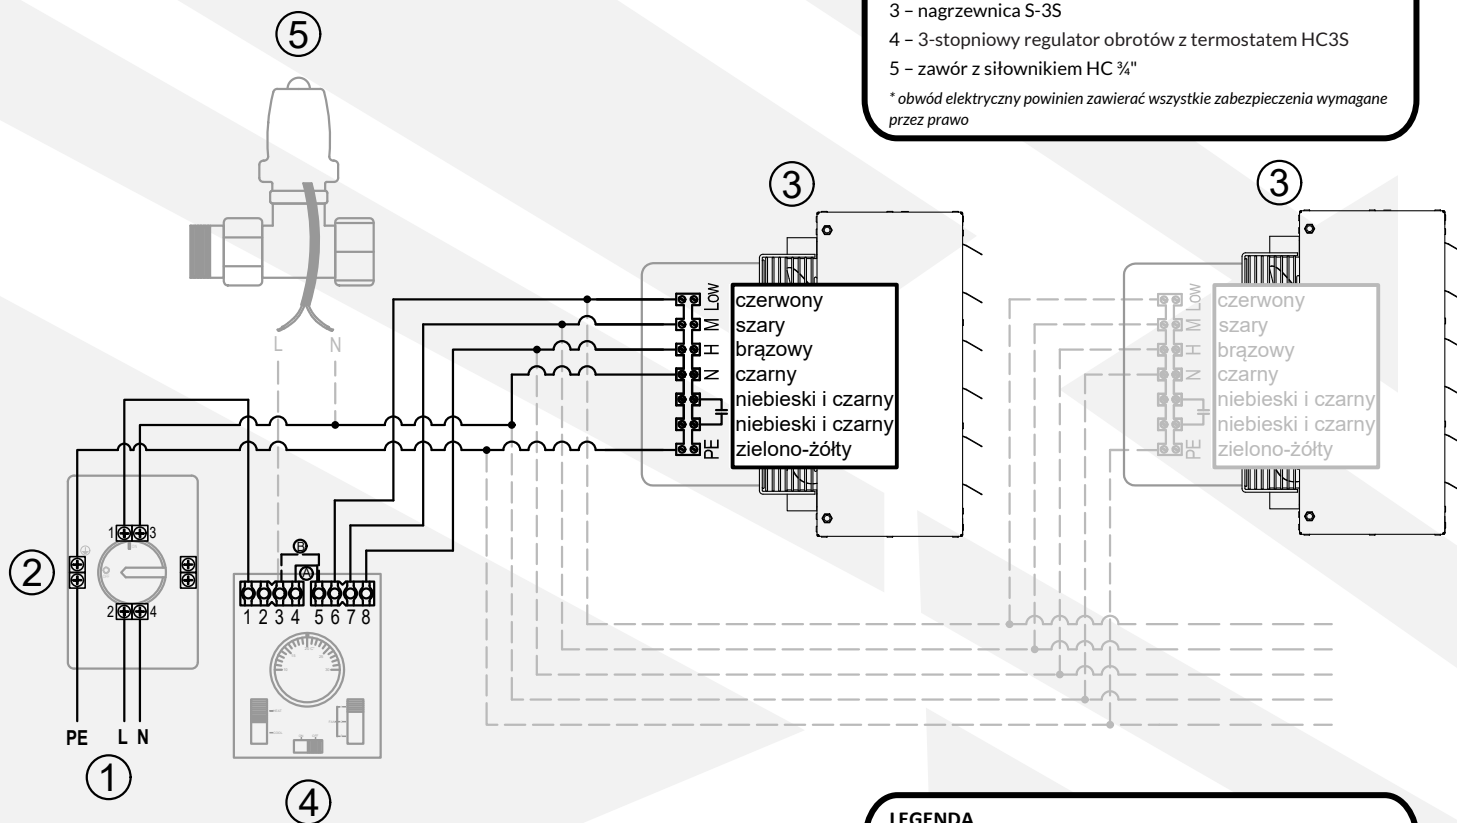 3 – nagrzewnica S-3S
4 – 3-stopniowy regulator obrotów z termostatem HC3S
5 – zawór z siłownikiem HC ¾"
* obwód elektryczny powinien zawierać wszystkie zabezpieczenia wymagane
przez prawo
5
3
3
L N
Low czerwony
M szary
H brązowy
N czarny
niebieski i czarny
niebieski i czarny
PE zielono-żółty
Low czerwony
M szary
H brązowy
N czarny
niebieski i czarny
niebieski i czarny
PE zielono-żółty
1 3
2
2 4
B
A
1 2 3 4 5 6 7 8
PE L N
1
4
LEGENDA